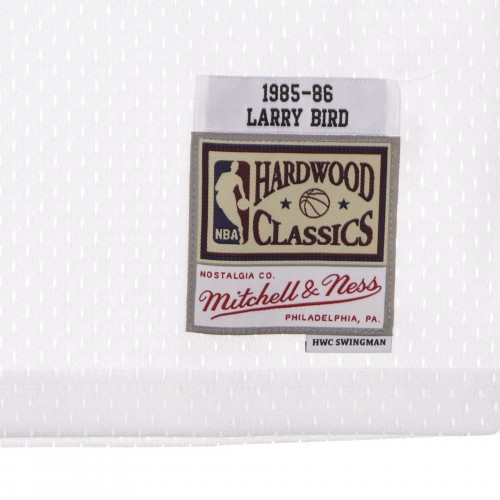 1985-86
LARRY BIRD
NBA
HARDWOOD
CLASSICS
NOSTALGIA CO.
Mitchell & Ness
PHILADELPHIA, PA.
HWC SWINGMAN